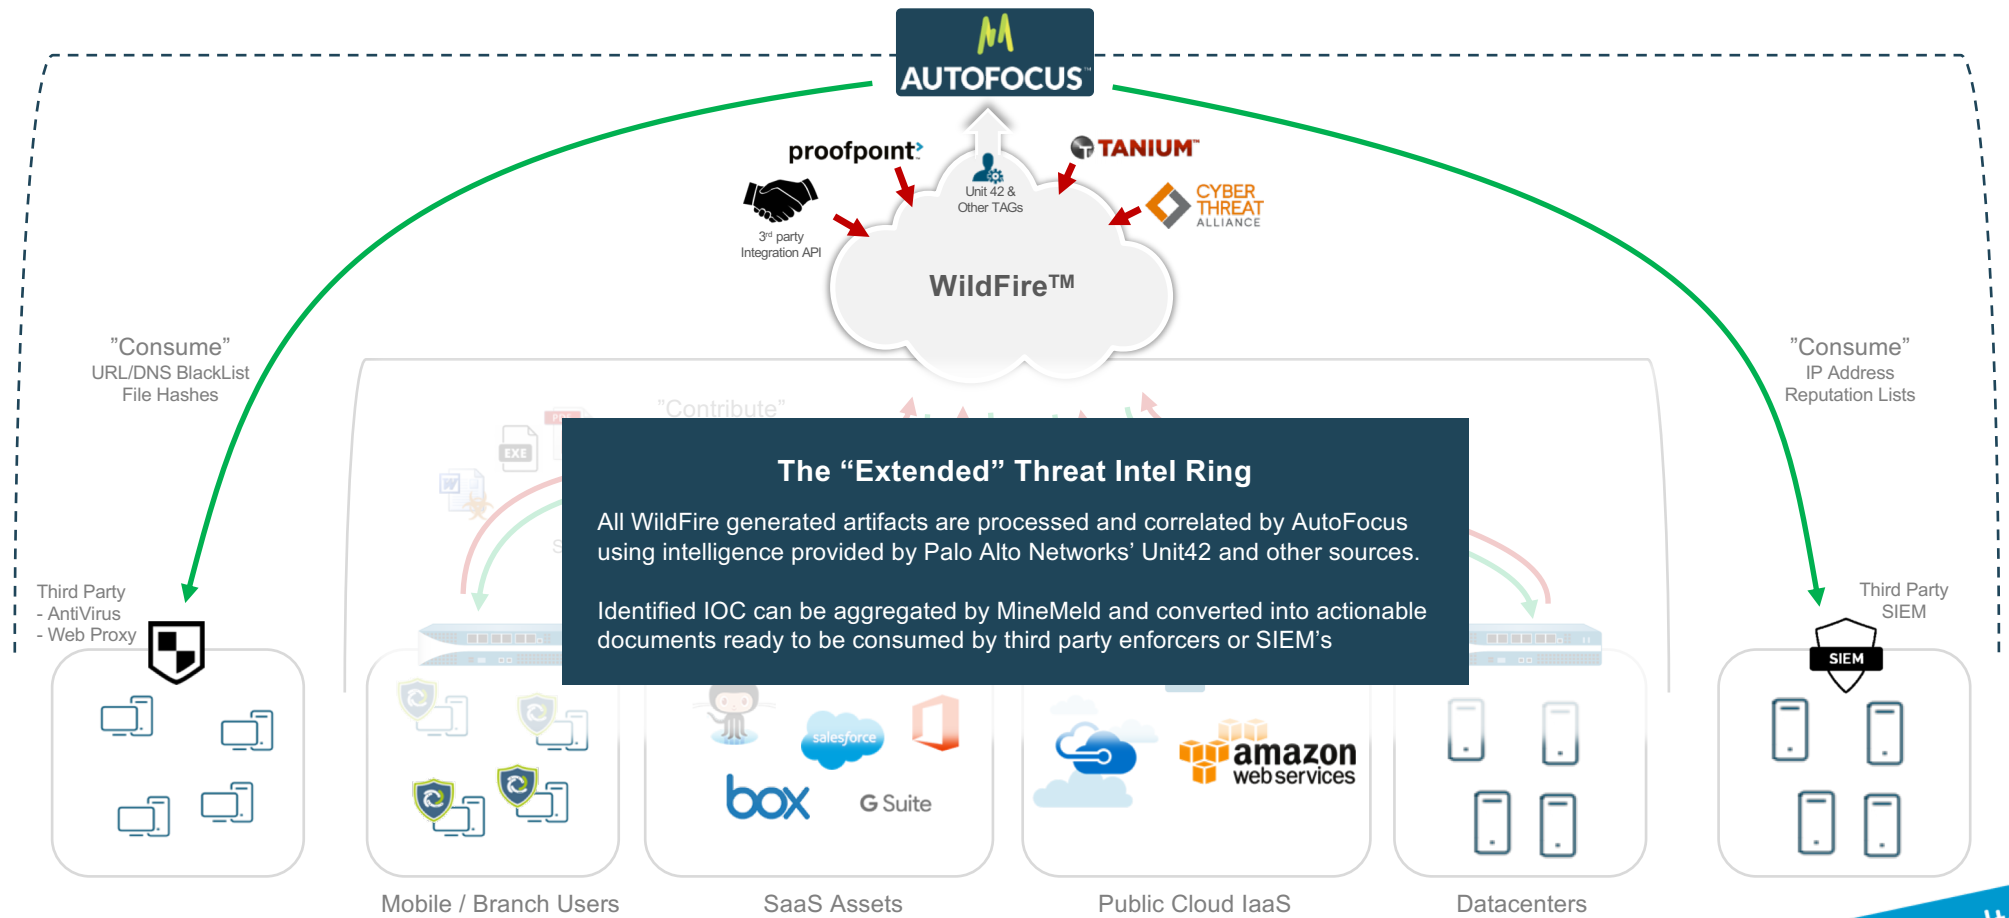 AUTOFOCUS™
proofpoint
TANIUM™
Unit 42 &
Other TAGs
CYBER
THREAT
ALLIANCE
3rd party
Integration API
WildFire™
”Consume”
URL/DNS BlackList
File Hashes
”Consume”
IP Address
Reputation Lists
”Contribute”
PDF
EXE
W
The “Extended” Threat Intel Ring
All WildFire generated artifacts are processed and correlated by AutoFocus
using intelligence provided by Palo Alto Networks’ Unit42 and other sources.
Identified IOC can be aggregated by MineMeld and converted into actionable
documents ready to be consumed by third party enforcers or SIEM’s
Third Party
- AntiVirus
- Web Proxy
Third Party
SIEM
SIEM
salesforce
box
G Suite
amazon
web services
Mobile / Branch Users
SaaS Assets
Public Cloud IaaS
Datacenters